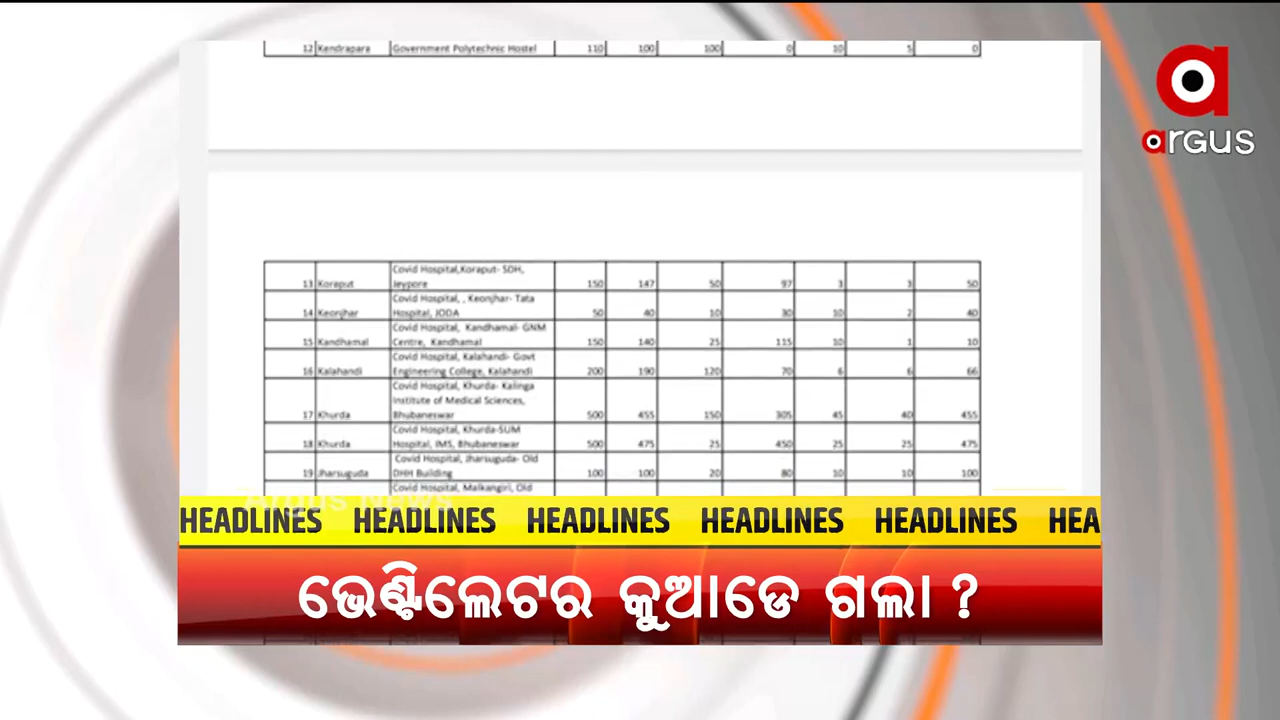 12 Kendrapara Government Polytechnic Hostel 110 100 100 0 10 5 0
argus
Covid Hospital,Koraput- SDH,
13 Koraput Jeypore 150 147 50 97 3 3 50
Covid Hospital, , Keonjhar- Tata
14 Keonjhar Hospital, JODA 50 40 10 30 10 2 40
Covid Hospital, Kandhamal- GNM
15 Kandhamal Centre, Kandhamal 150 140 25 115 10 1 10
Covid Hospital, Kalahandi- Govt
16 Kalahandi Engineering College, Kalahandi 200 190 120 70 6 6 66
Covid Hospital, Khurda- Kalinga
Institute of Medical Sciences,
17 Khurda Bhubaneswar 500 455 150 305 45 40 455
Covid Hospital, Khurda-SUM
18 Khurda Hospital, IMS, Bhubaneswar 500 475 25 450 25 25 475
Covid Hospital, Jharsuguda- Old
19 Jharsuguda DHH Building 100 100 20 80 10 10 100
Covid Hospital, Malkangiri, Old
Argus News
HEADLINES HEADLINES HEADLINES HEADLINES HEADLINES HEA
ଭେଣ୍ଟିଲେଟର କୁଆଡେ ଗଲା ?